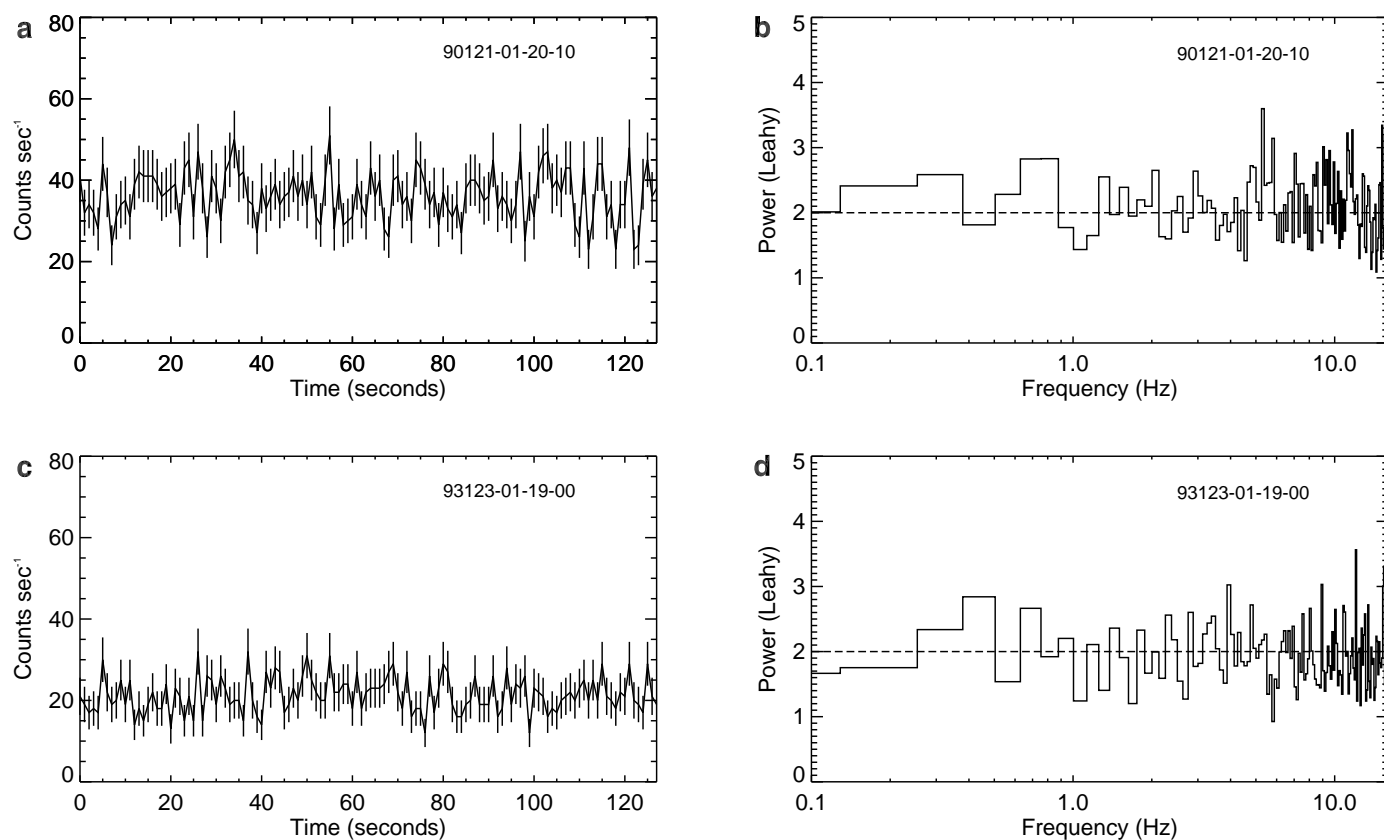 a
90121-01-20-10
80
60
40
20
0
Counts sec⁻¹
0 20 40 60 80 100 120
Time (seconds)
b
90121-01-20-10
5
4
3
2
1
0
Power (Leahy)
0.1 1.0 10.0
Frequency (Hz)
c
93123-01-19-00
80
60
40
20
0
Counts sec⁻¹
0 20 40 60 80 100 120
Time (seconds)
d
93123-01-19-00
5
4
3
2
1
0
Power (Leahy)
0.1 1.0 10.0
Frequency (Hz)